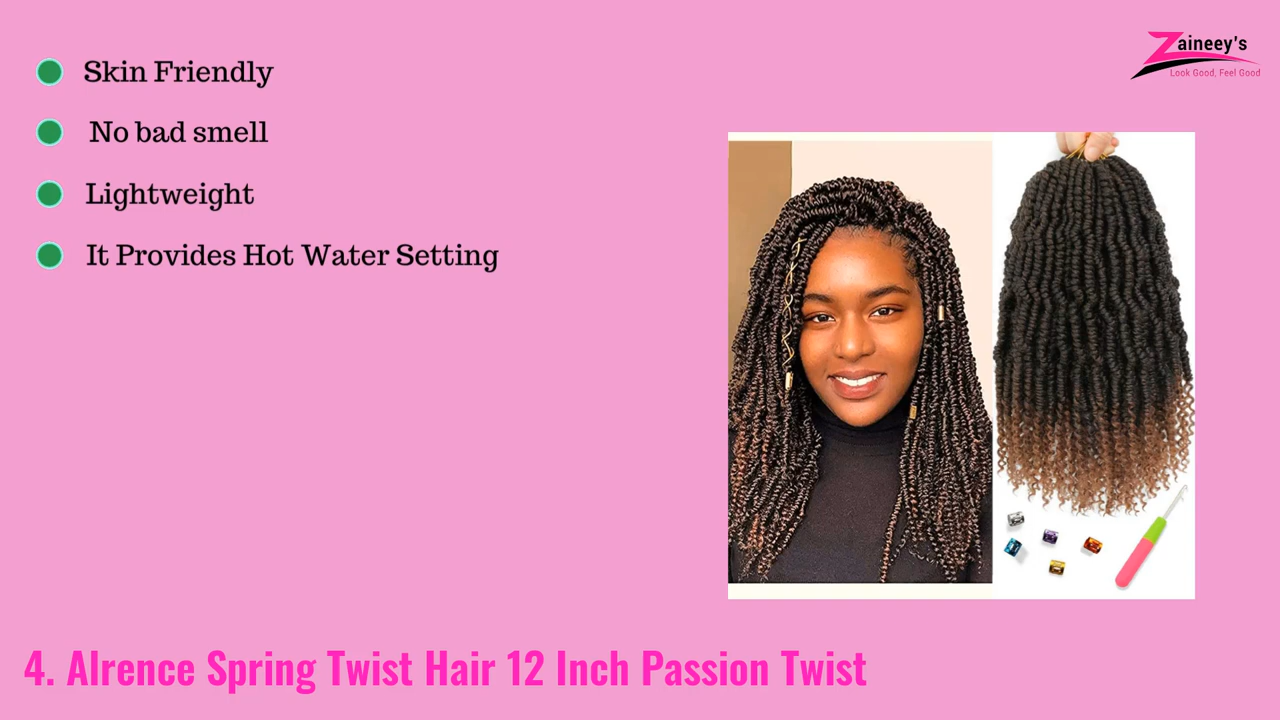 Zaineey's
Look Good, Feel Good
Skin Friendly
No bad smell
Lightweight
It Provides Hot Water Setting
4. Alrence Spring Twist Hair 12 Inch Passion Twist